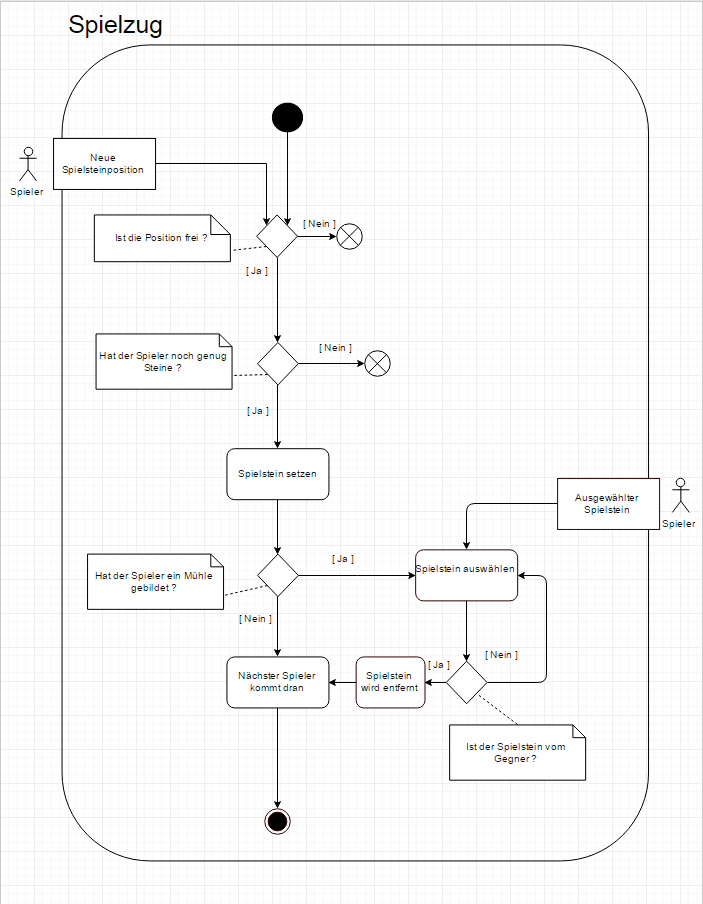 Spielzug
Neue
Spielsteinposition
Spieler
Ist die Position frei ?
[ Nein ]
[ Ja ]
Hat der Spieler noch genug
Steine ?
[ Nein ]
[ Ja ]
Spielstein setzen
Ausgewählter
Spielstein
Spieler
Hat der Spieler ein Mühle
gebildet ?
[ Ja ]
Spielstein auswählen
[ Nein ]
Nächster Spieler
kommt dran
Spielstein
wird entfernt
[ Ja ]
[ Nein ]
Ist der Spielstein vom
Gegner ?